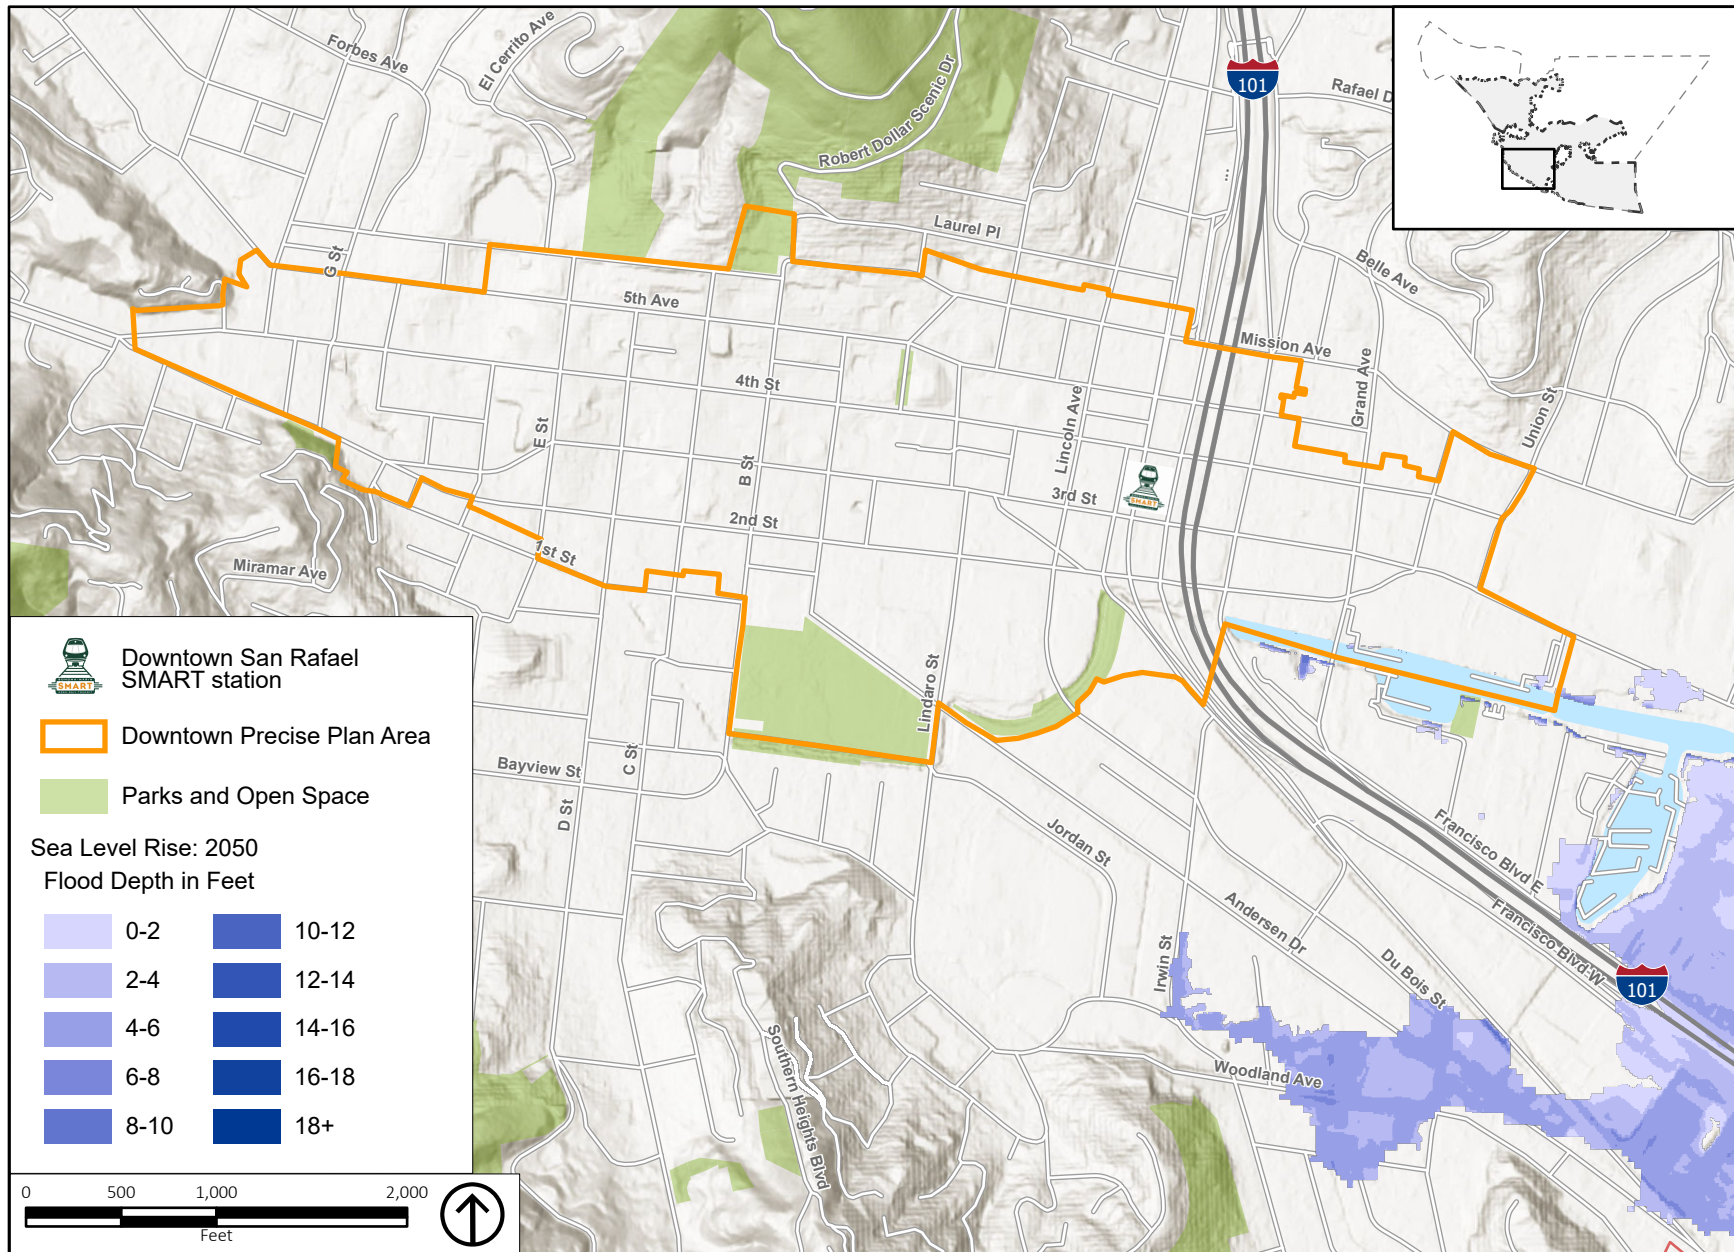 Forbes Ave
El Cerrito Ave
Robert Dollar Scenic Dr
101
Rafael D
Laurel Pl
G St
5th Ave
Belle Ave
Mission Ave
Grand Ave
Union St
4th St
E St
B St
Lincoln Ave
3rd St
SMART
2nd St
1st St
Miramar Ave
Lindaro St
C St
Bayview St
D St
Jordan St
Francisco Blvd E
Francisco Blvd W
Andersen Dr
Irwin St
Du Bois St
101
Woodland Ave
Southern Heights Blvd
SMART
Downtown San Rafael
SMART station
Downtown Precise Plan Area
Parks and Open Space
Sea Level Rise: 2050
Flood Depth in Feet
0-2
2-4
4-6
6-8
8-10
10-12
12-14
14-16
16-18
18+
0 500 1,000 2,000
Feet